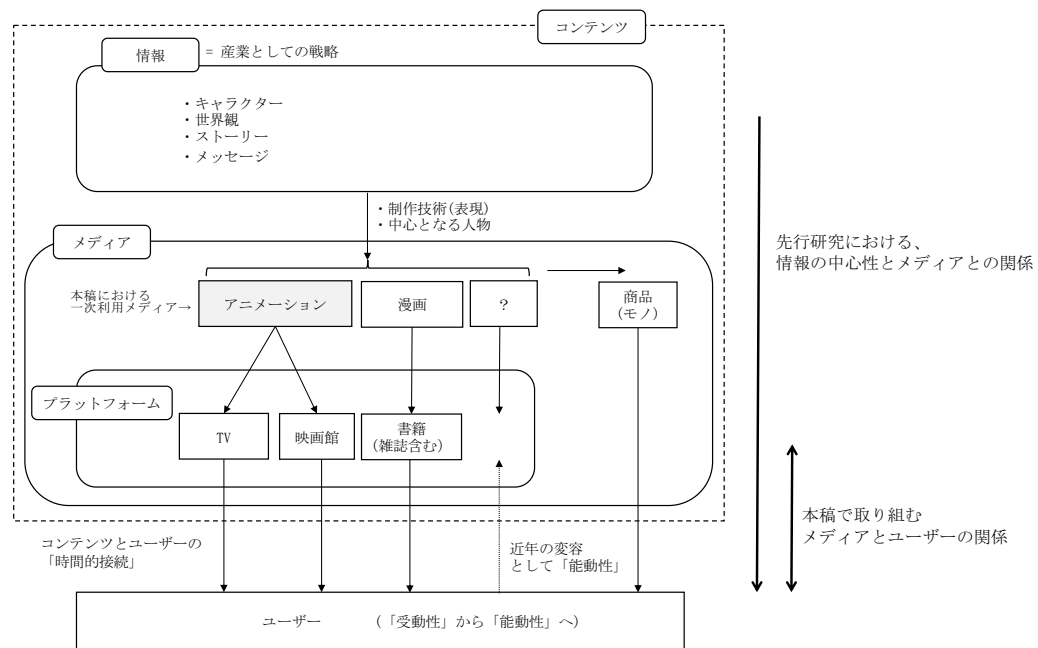 コンテンツ
情報
= 産業としての戦略
・キャラクター
・世界観
・ストーリー
・メッセージ
・制作技術(表現)
・中心となる人物
メディア
先行研究における、
情報の中心性とメディアとの関係
本稿における
一次利用メディア→
アニメーション
漫画
?
商品
(モノ)
プラットフォーム
TV
映画館
書籍
(雑誌含む)
本稿で取り組む
メディアとユーザーの関係
コンテンツとユーザーの
「時間的接続」
近年の変容
として「能動性」
ユーザー (「受動性」から「能動性」へ)